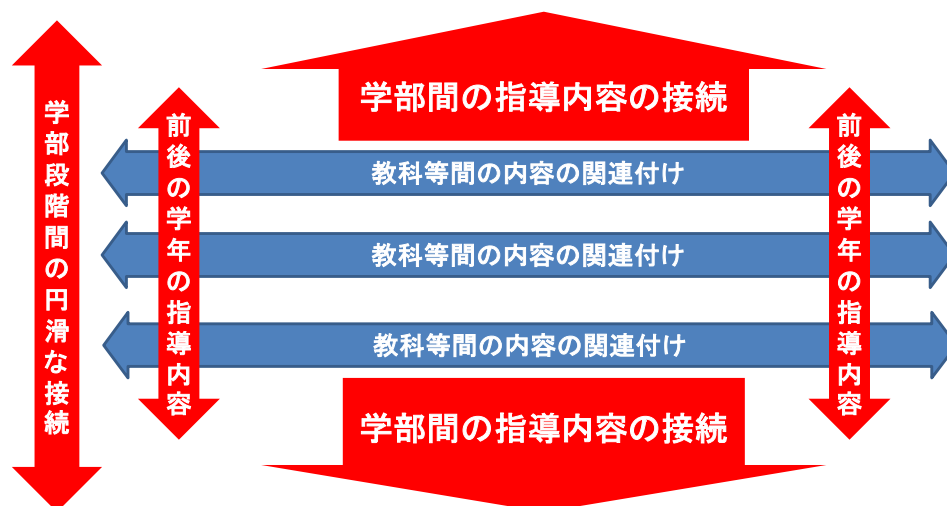 学部段階間の円滑な接続
前後の学年の指導内容
学部間の指導内容の接続
教科等間の内容の関連付け
教科等間の内容の関連付け
教科等間の内容の関連付け
学部間の指導内容の接続
前後の学年の指導内容